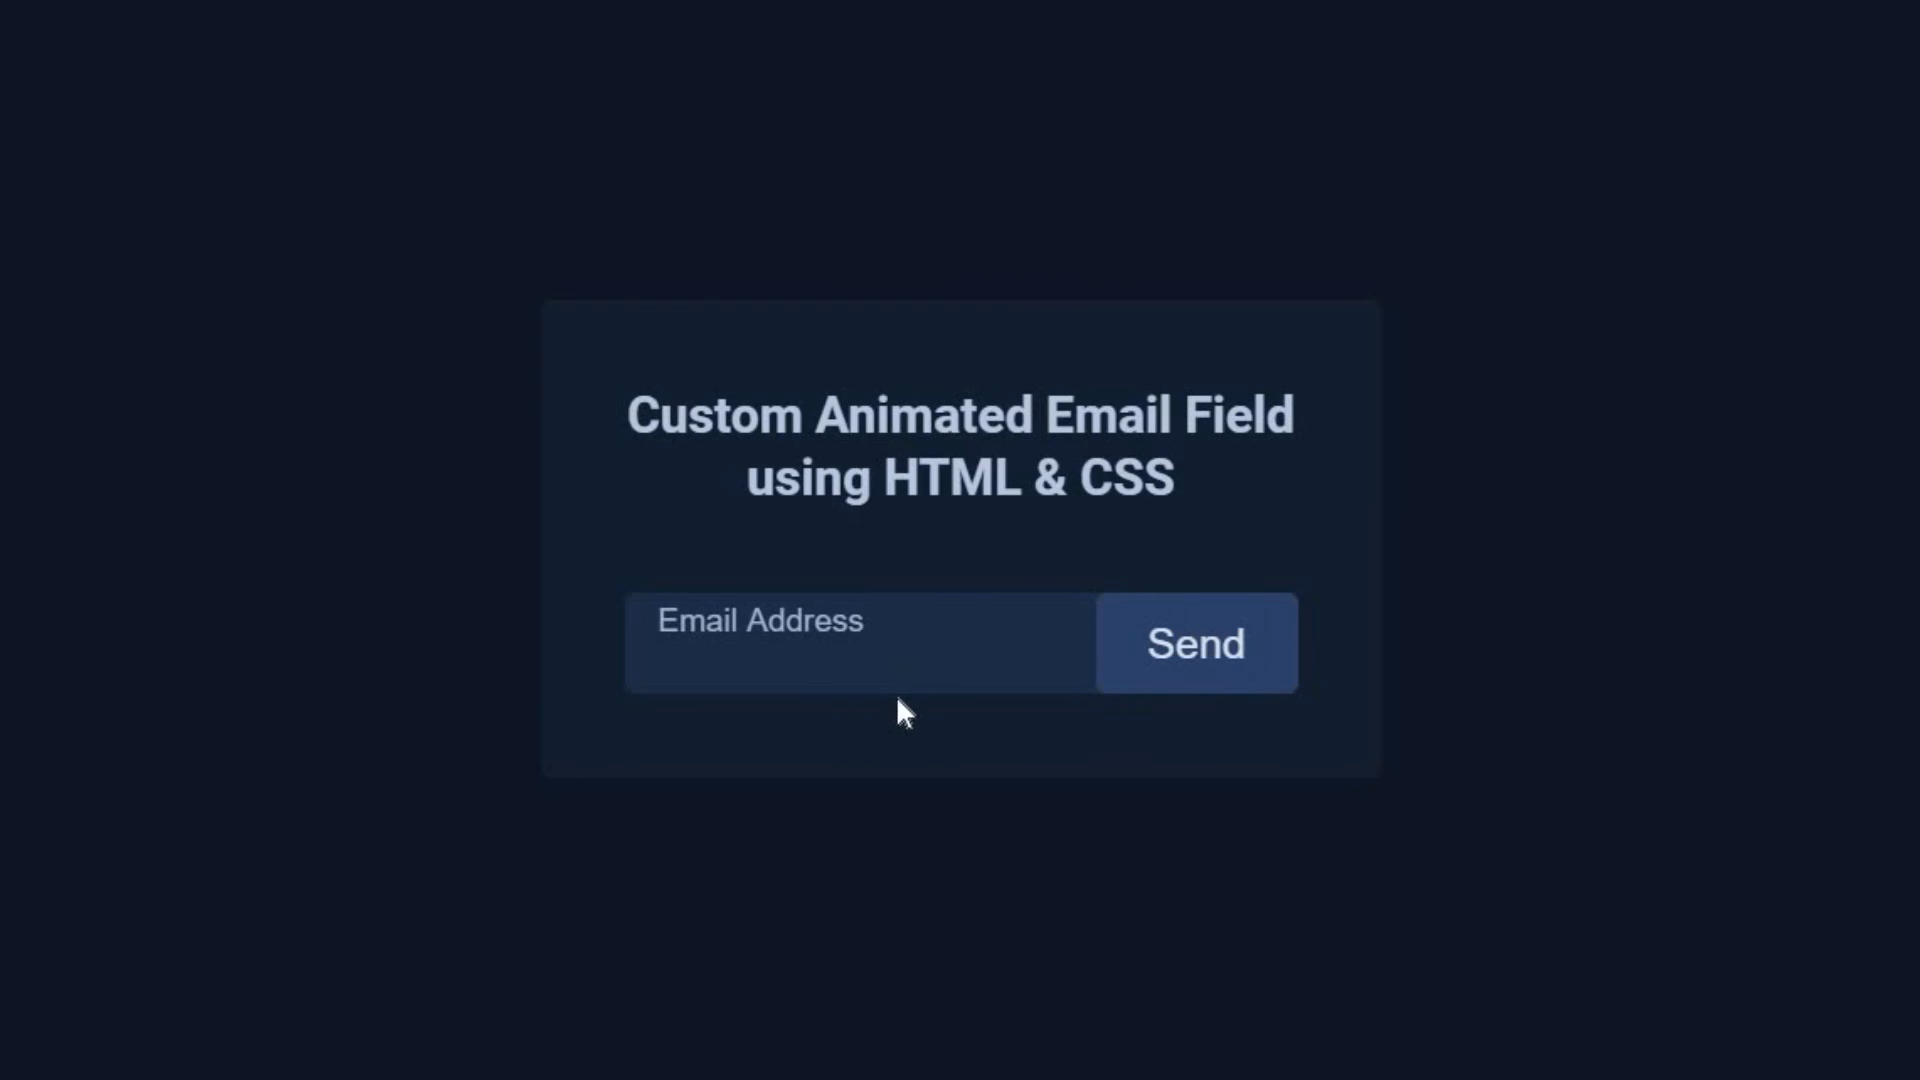 Custom Animated Email Field
using HTML & CSS
Email Address
Send